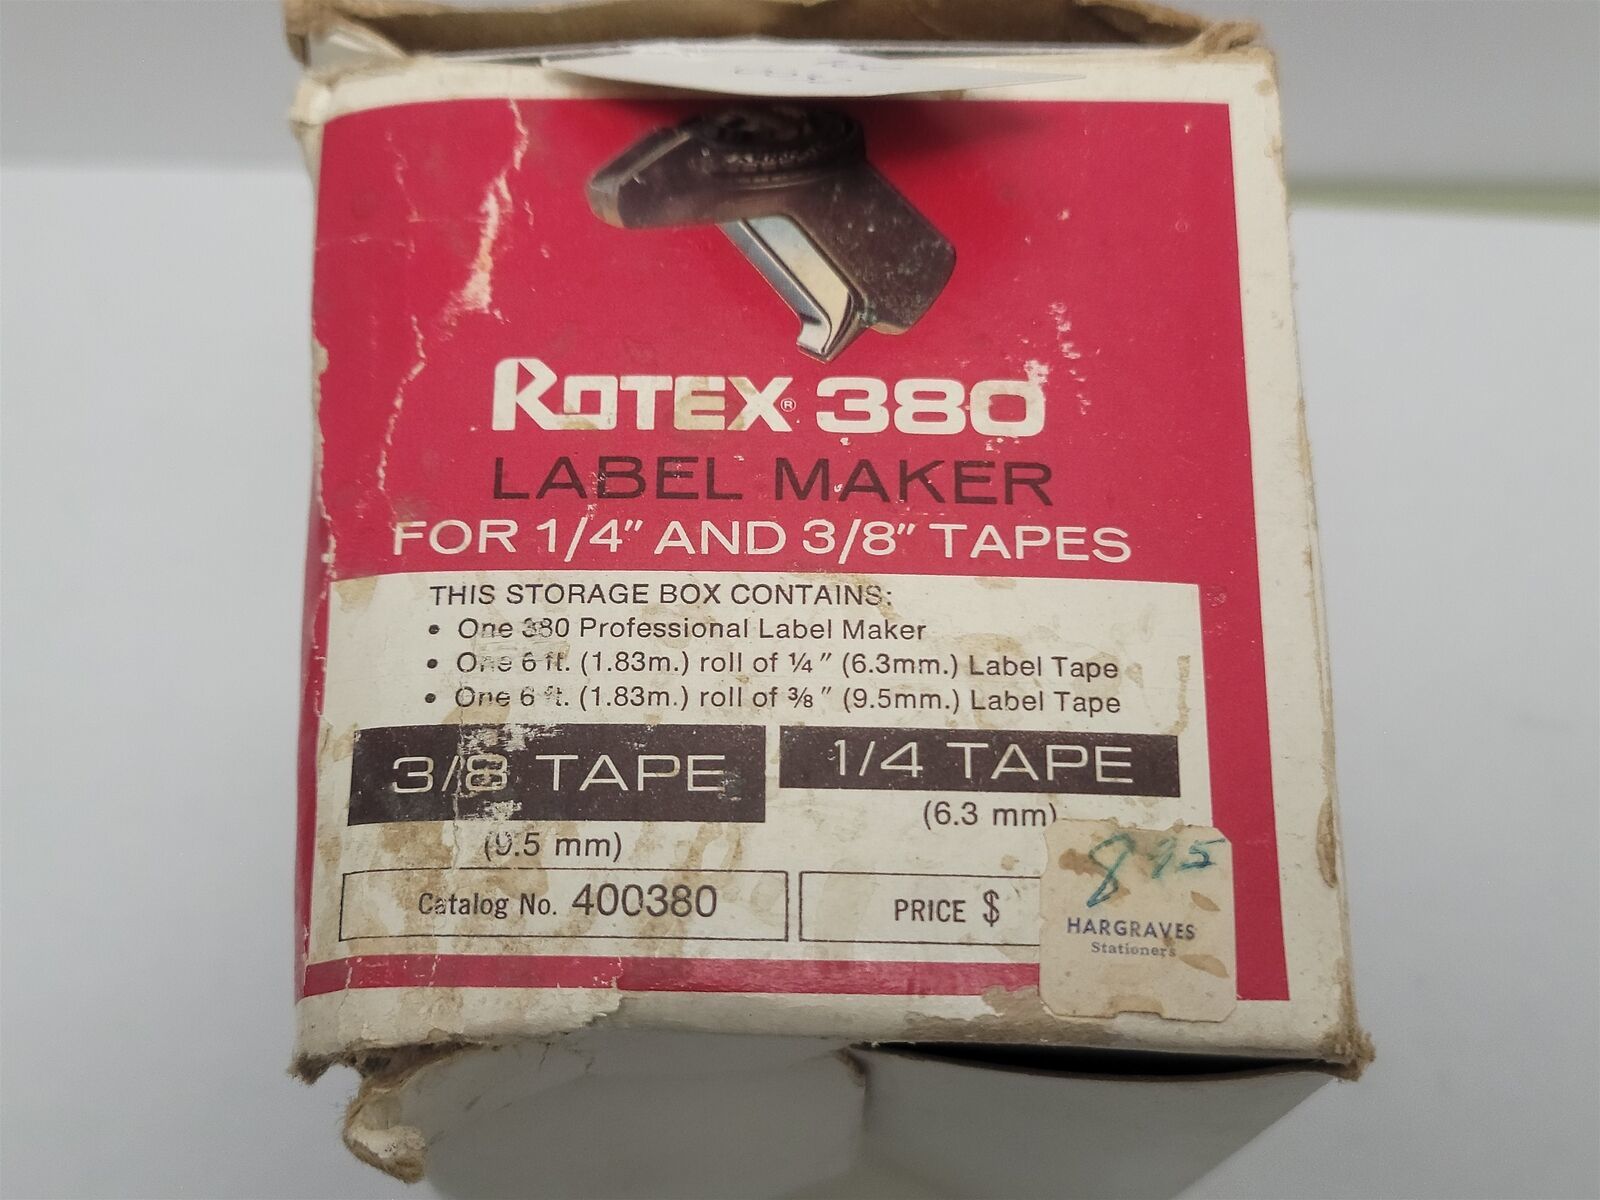 ROTEX® 380
LABEL MAKER
FOR 1/4" AND 3/8" TAPES
THIS STORAGE BOX CONTAINS:
• One 380 Professional Label Maker
• One 6 ft. (1.83m.) roll of ¼" (6.3mm.) Label Tape
• One 6 ft. (1.83m.) roll of ⅜" (9.5mm.) Label Tape
3/8 TAPE
(9.5 mm)
1/4 TAPE
(6.3 mm)
Catalog No. 400380
PRICE $
8 95
HARGRAVES
Stationers